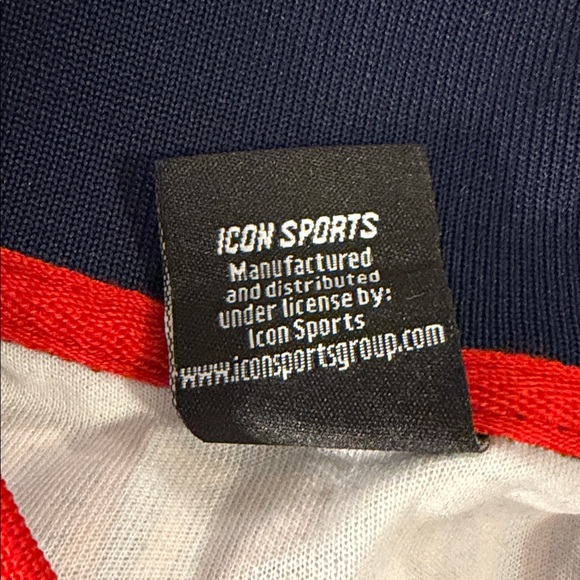 ICON SPORTS
Manufactured
and distributed
under license by:
Icon Sports
www.iconsportsgroup.com